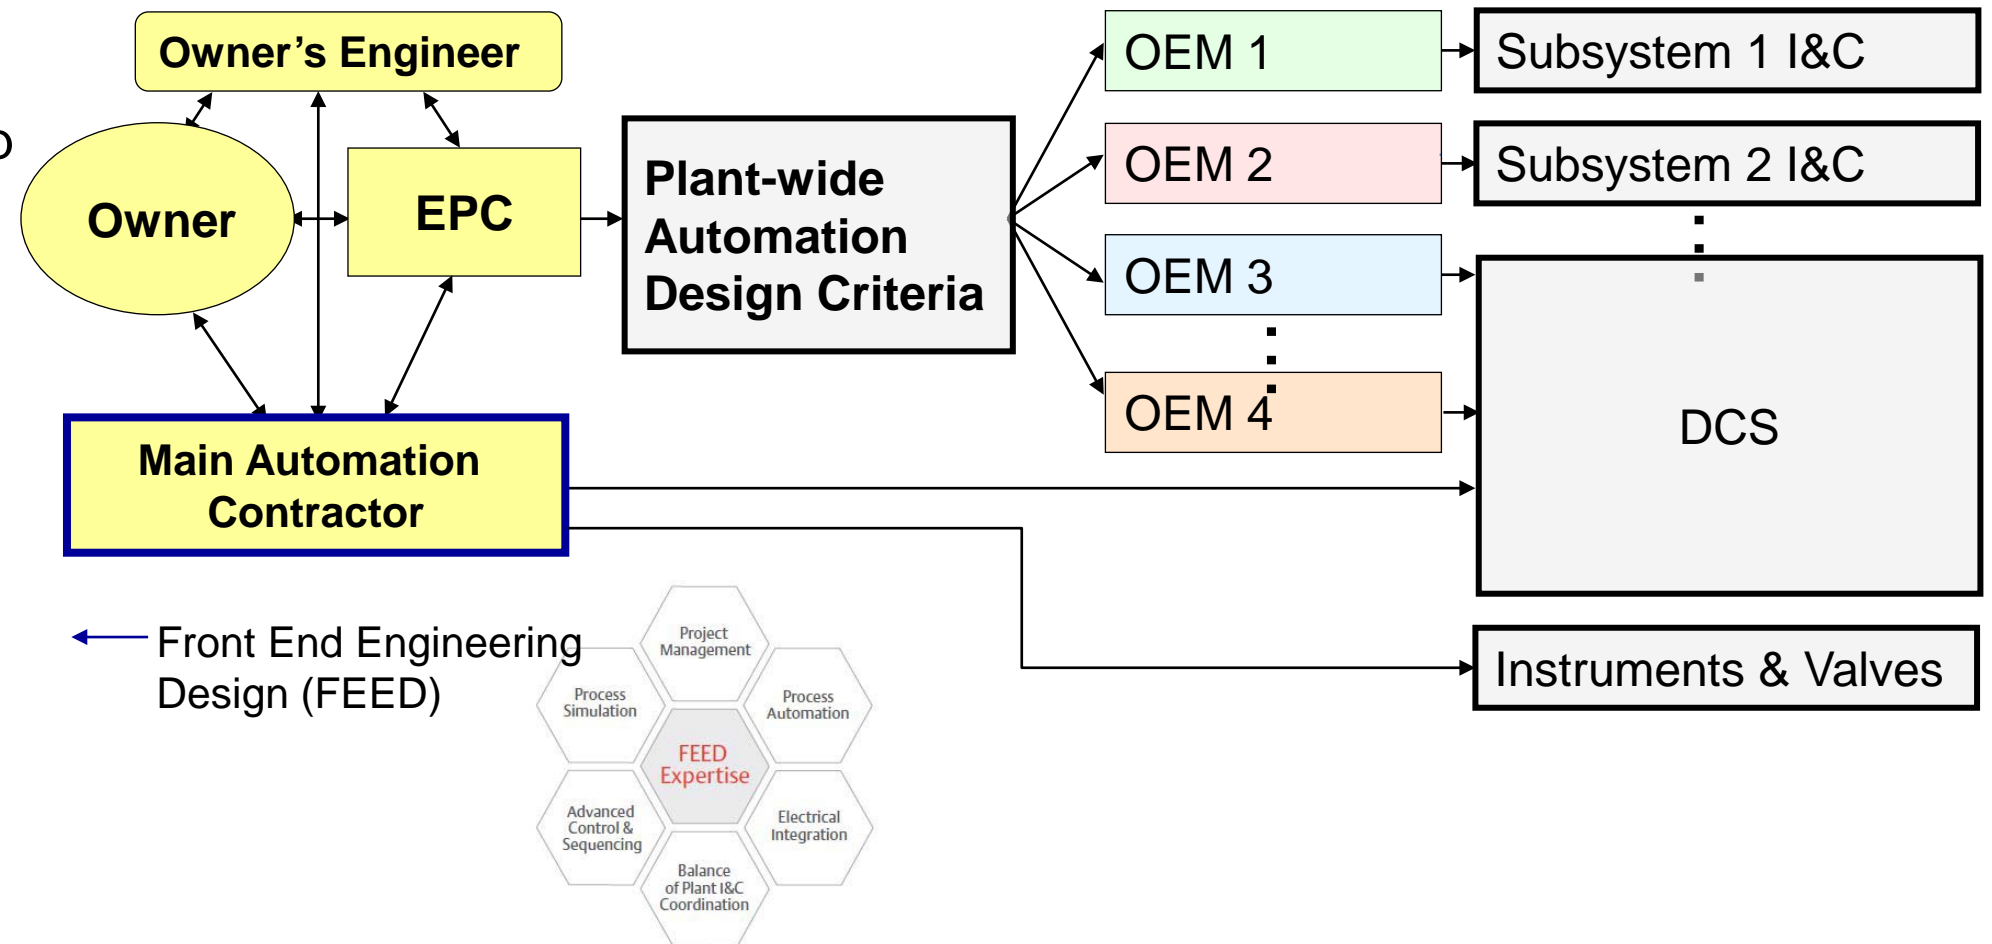 Owner’s Engineer
Owner
EPC
Plant-wide
Automation
Design Criteria
OEM 1
OEM 2
OEM 3
OEM 4
Subsystem 1 I&C
Subsystem 2 I&C
DCS
Instruments & Valves
Main Automation
Contractor
Front End Engineering
Design (FEED)
Project
Management
Process
Simulation
Process
Automation
FEED
Expertise
Advanced
Control &
Sequencing
Electrical
Integration
Balance
of Plant I&C
Coordination